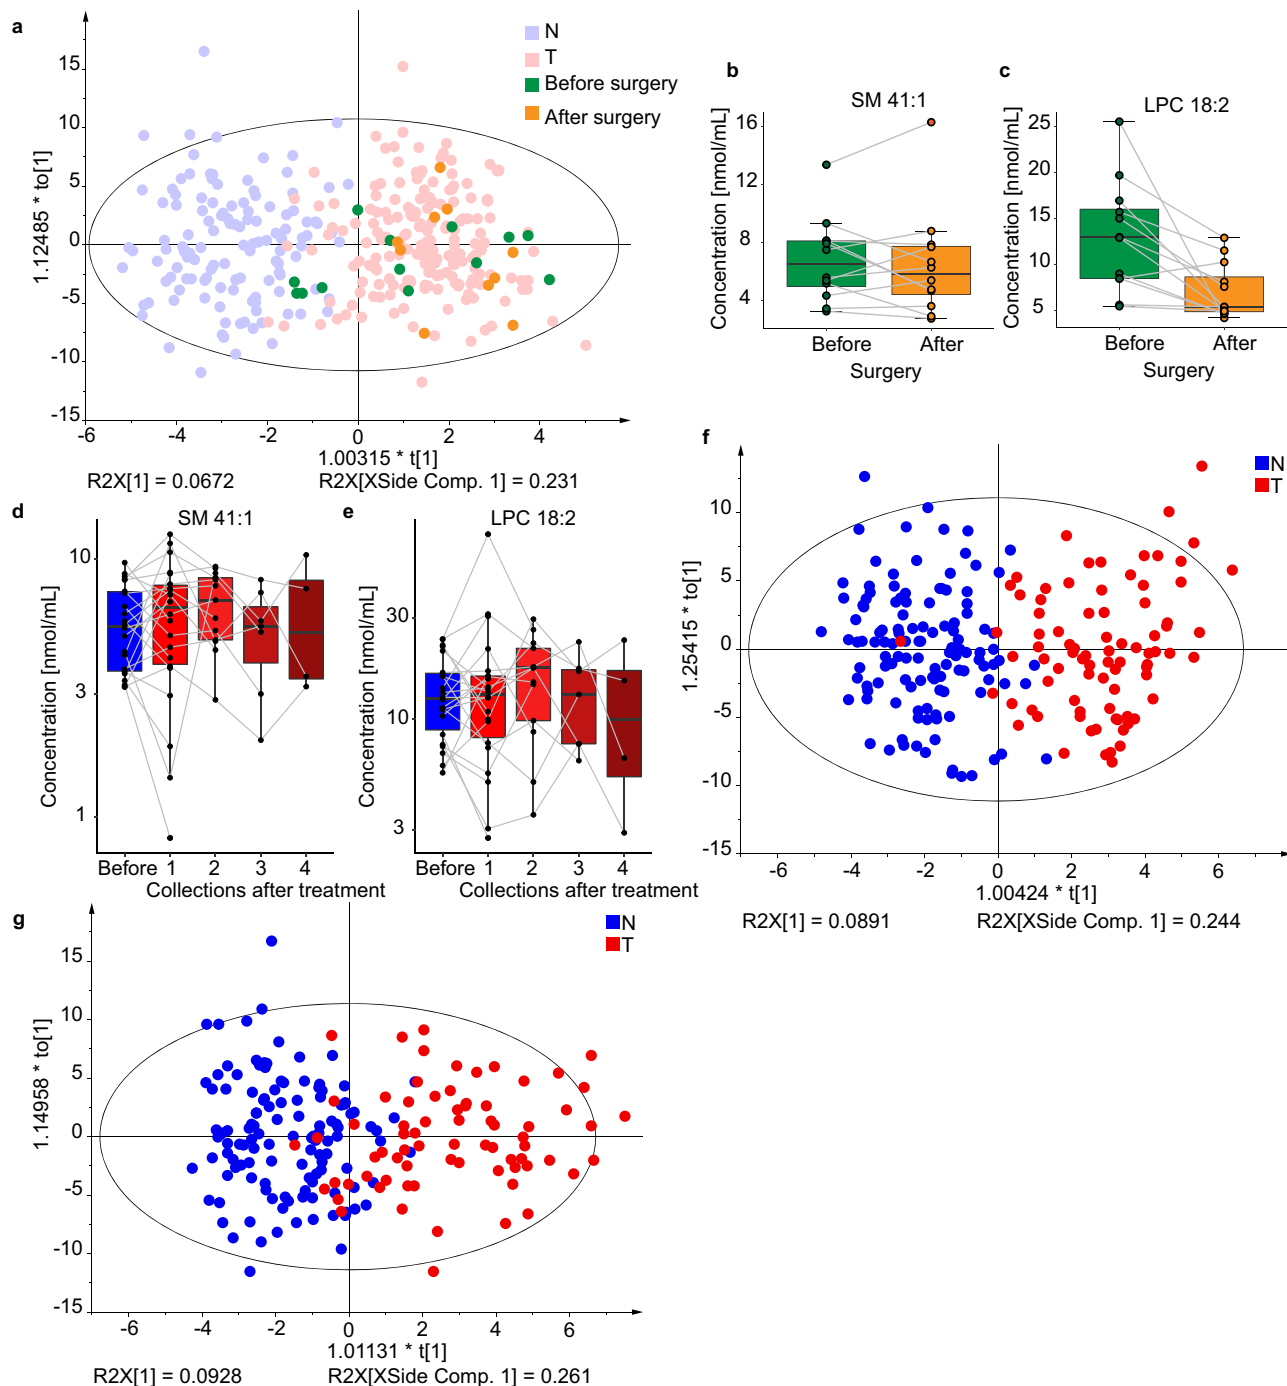 a
N
T
Before surgery
After surgery
15
10
5
0
-5
-10
-15
-6 -4 -2 0 2 4
1.12485 * to[1]
1.00315 * t[1]
R2X[1] = 0.0672 R2X[XSide Comp. 1] = 0.231
b
SM 41:1
Concentration [nmol/mL]
16
12
8
4
Before After
Surgery
c
LPC 18:2
Concentration [nmol/mL]
25
20
15
10
5
Before After
Surgery
d
SM 41:1
Concentration [nmol/mL]
10
3
1
Before 1 2 3 4
Collections after treatment
e
LPC 18:2
Concentration [nmol/mL]
30
10
3
Before 1 2 3 4
Collections after treatment
f
N
T
10
5
0
-5
-10
-15
-6 -4 -2 0 2 4 6
1.25415 * to[1]
1.00424 * t[1]
R2X[1] = 0.0891 R2X[XSide Comp. 1] = 0.244
g
N
T
15
10
5
0
-5
-10
-15
-6 -4 -2 0 2 4 6
1.14958 * to[1]
1.01131 * t[1]
R2X[1] = 0.0928 R2X[XSide Comp. 1] = 0.261